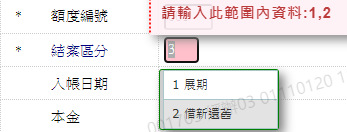 請輸入此範圍內資料:1,2
* 額度編號
* 結案區分 3
入帳日期
1 展期
本金
2 借新還舊